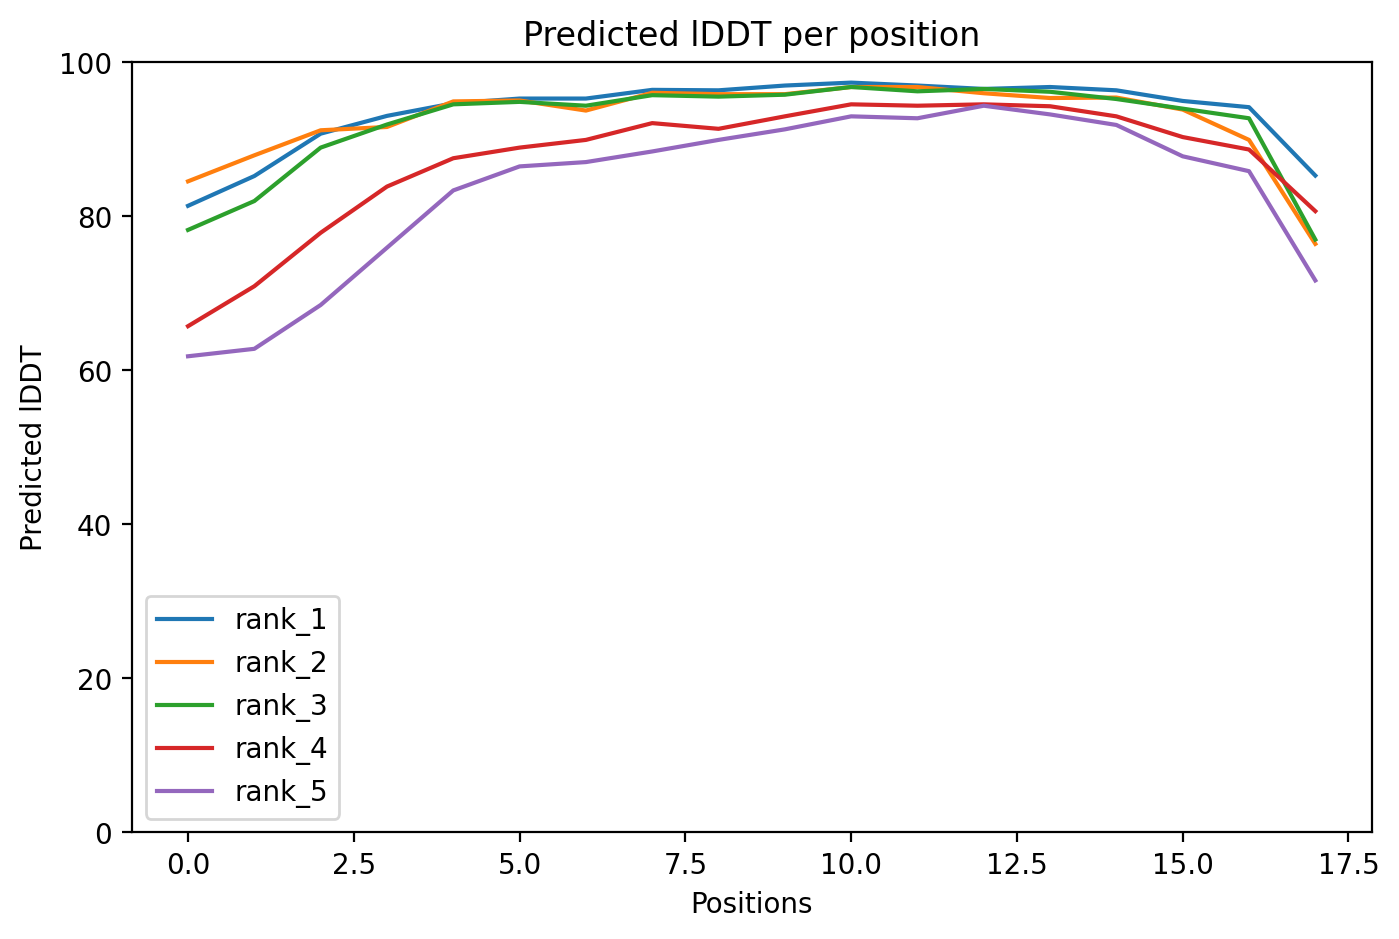 Predicted lDDT per position
100
80
60
40
20
0
Predicted lDDT
rank_1
rank_2
rank_3
rank_4
rank_5
0.0 2.5 5.0 7.5 10.0 12.5 15.0 17.5
Positions